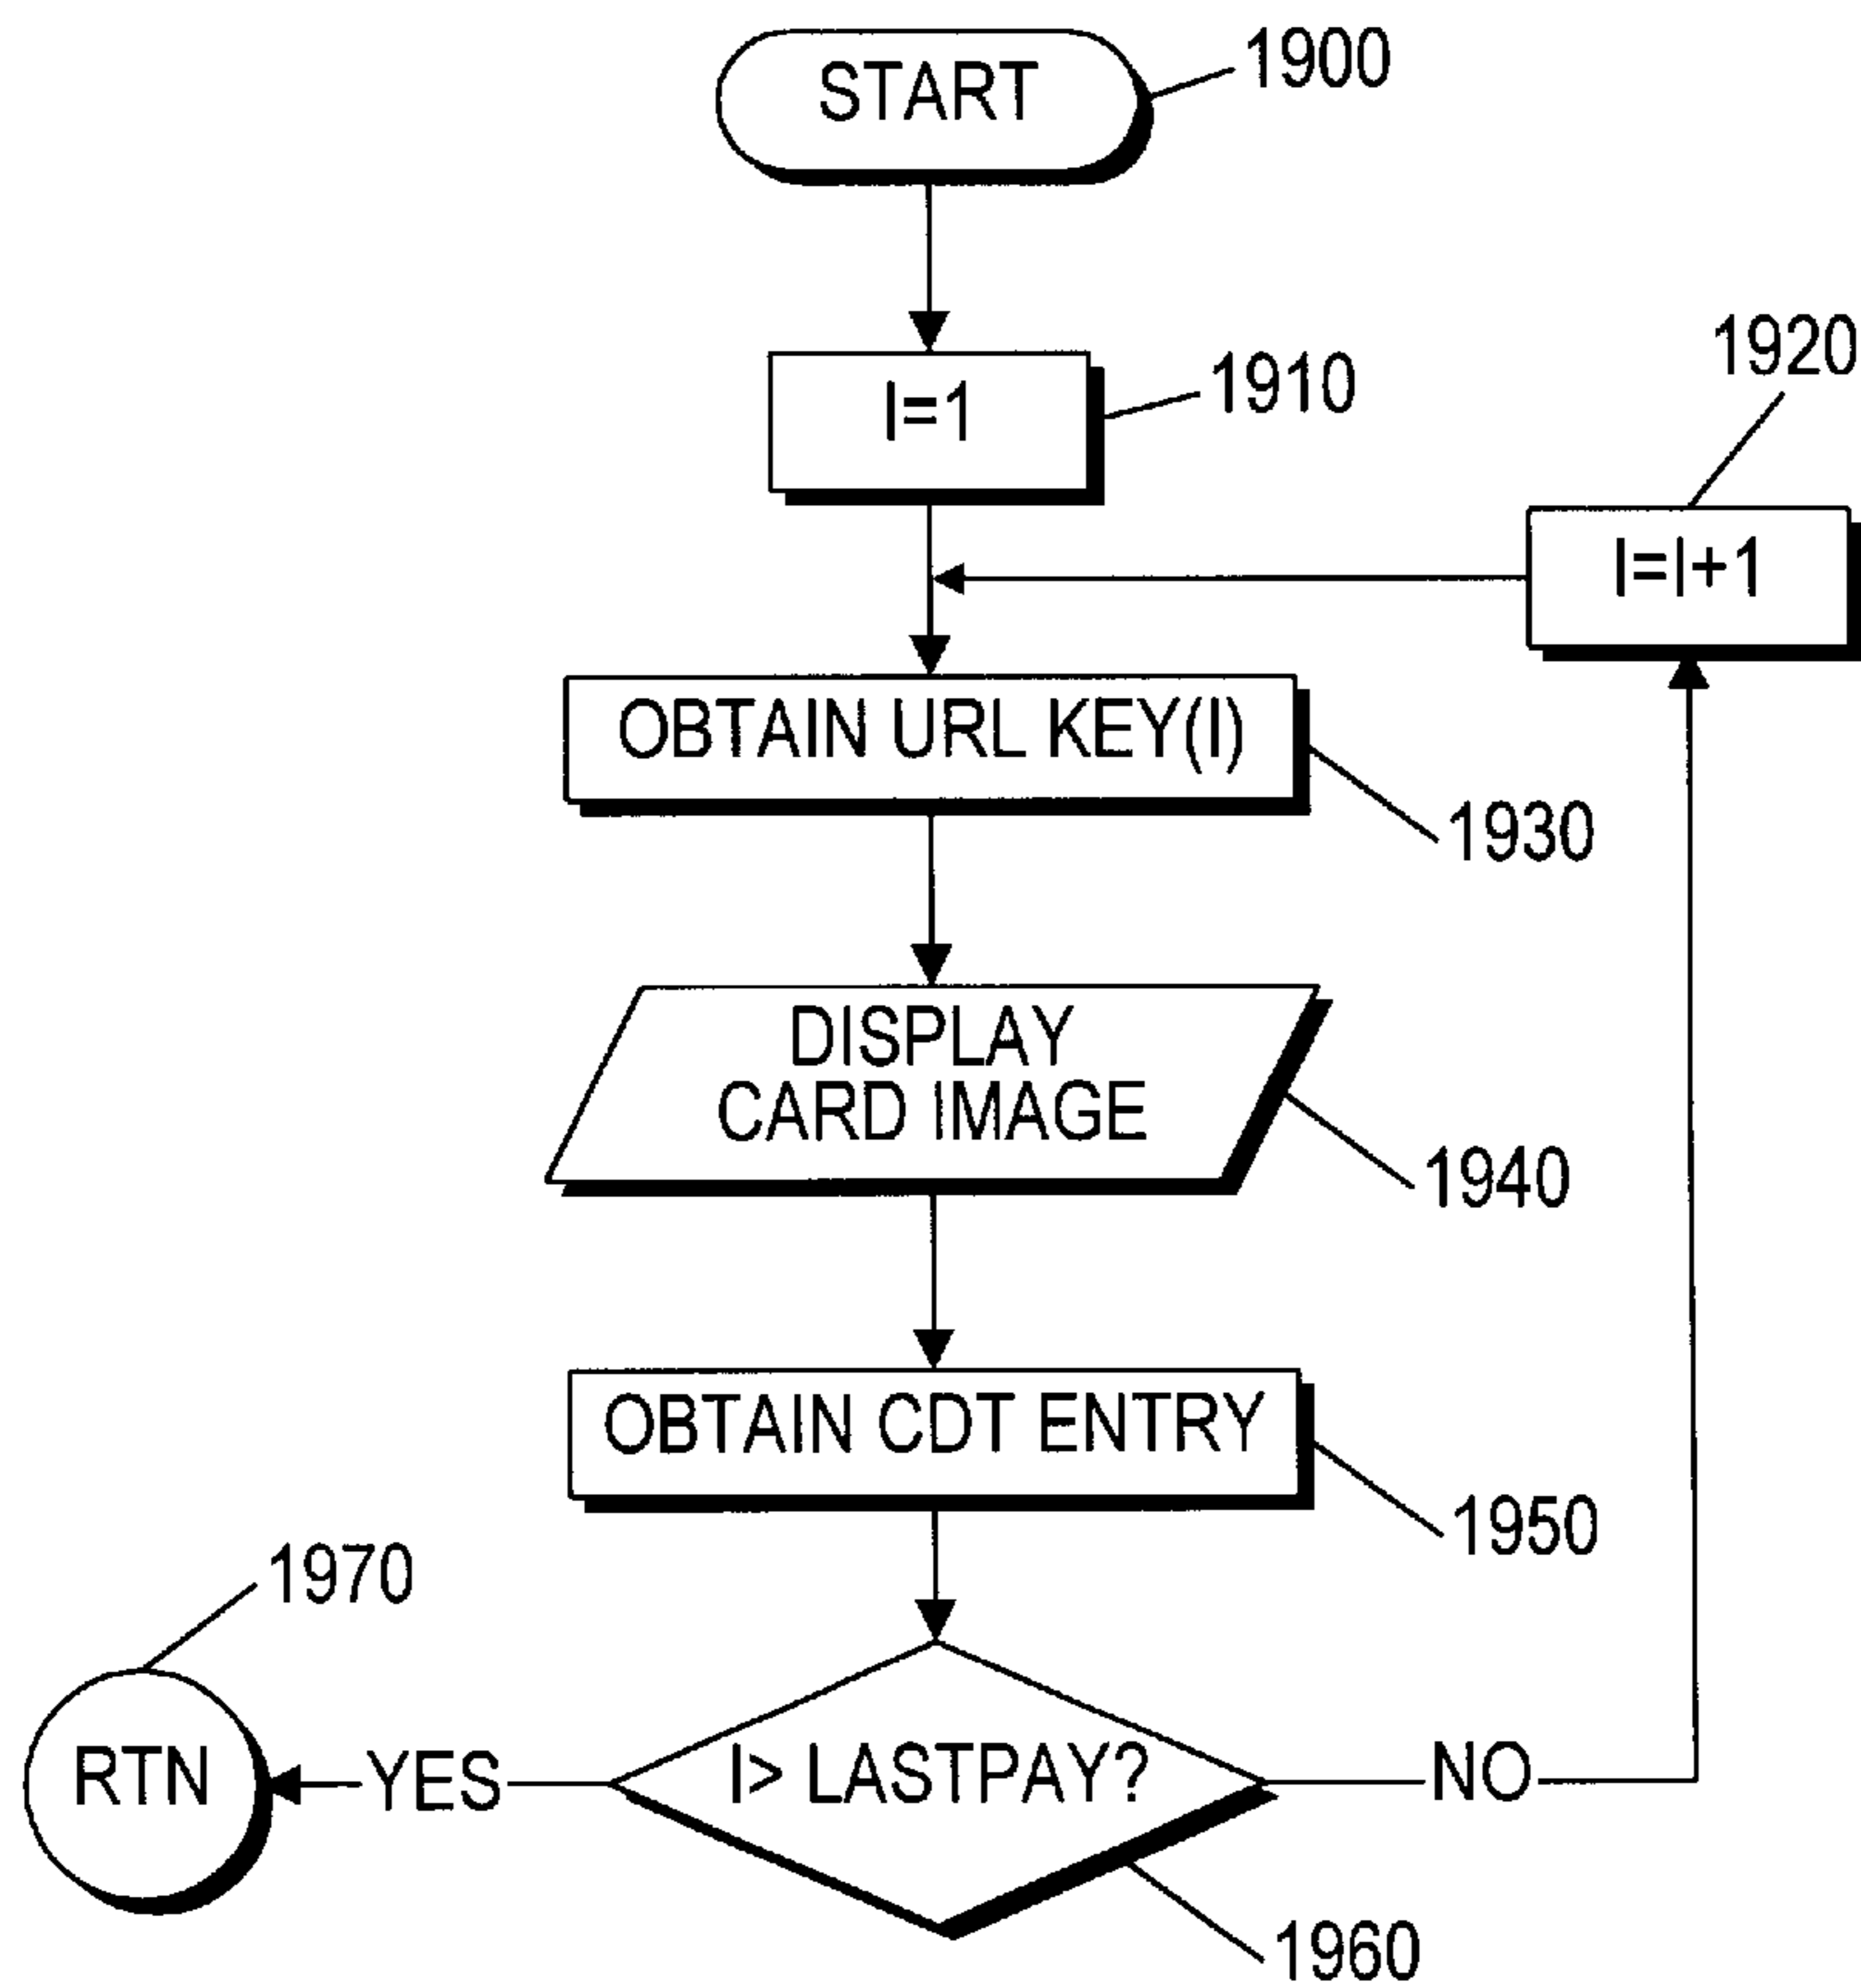 START
1900
I=1
1910
1920
I=I+1
OBTAIN URL KEY(I)
1930
DISPLAY
CARD IMAGE
1940
OBTAIN CDT ENTRY
1950
1970
RTN
YES
I> LASTPAY?
NO
1960